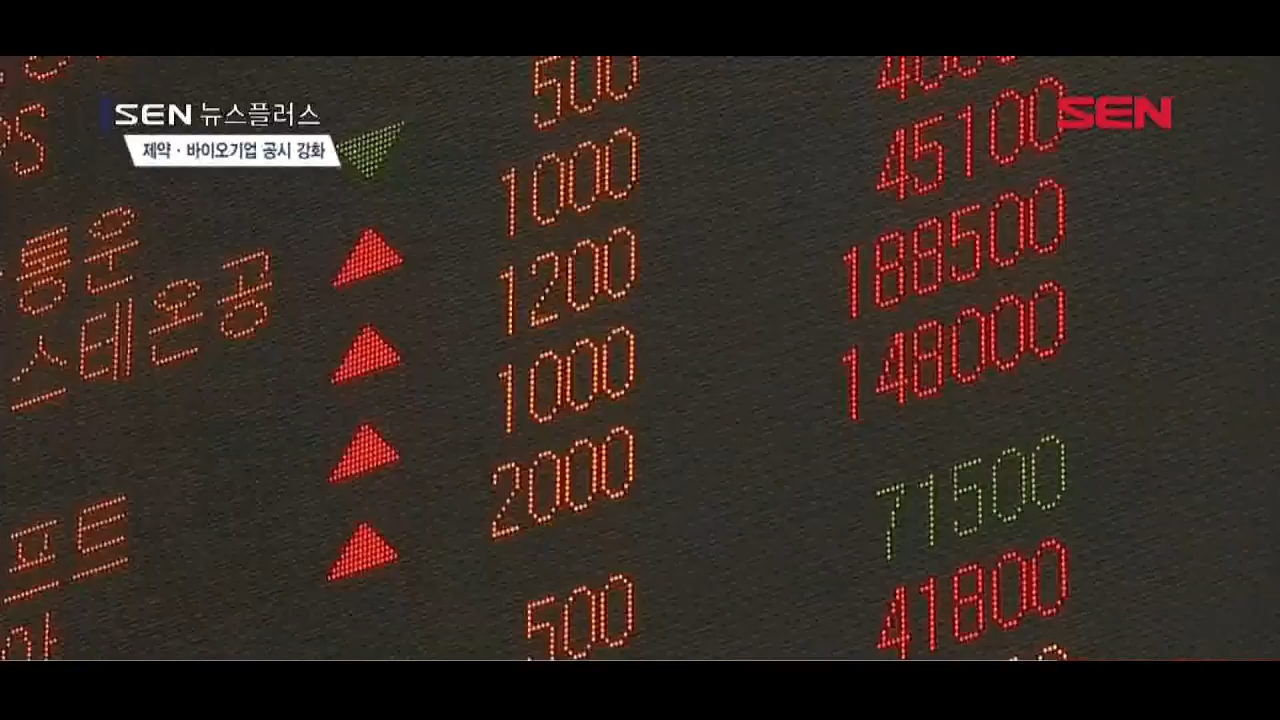 SEN 뉴스플러스
SEN
제약 · 바이오기업 공시 강화
500
45100
1000
188500
통운
1200
148000
스테온공
1000
2000
71500
프트
500
41800